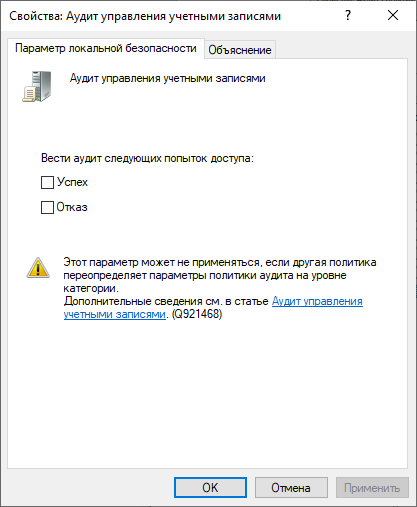 Свойства: Аудит управления учетными записями ? ×
Параметр локальной безопасности Объяснение
Аудит управления учетными записями
Вести аудит следующих попыток доступа:
Успех
Отказ
Этот параметр может не применяться, если другая политика
переопределяет параметры политики аудита на уровне
категории.
Дополнительные сведения см. в статье Аудит управления
учетными записями. (Q921468)
OK Отмена Применить